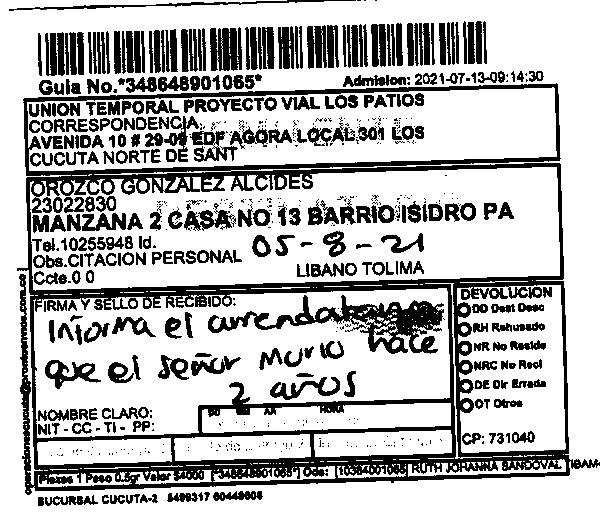 Guia No.*348648901065* Admision: 2021-07-13-09:14:30
UNION TEMPORAL PROYECTO VIAL LOS PATIOS
CORRESPONDENCIA
AVENIDA 10 # 29-09 EDF AGORA LOCAL 301 LOS
CUCUTA NORTE DE SANT
OROZCO GONZALEZ ALCIDES
23022830
MANZANA 2 CASA NO 13 BARRIO ISIDRO PA
Tel.10255948 Id.
Obs.CITACION PERSONAL 05-8-21
Ccte.0 0 LIBANO TOLIMA
FIRMA Y SELLO DE RECIBIDO:
Informa el arrendatario
que el señor Murio hace
2 años
NOMBRE CLARO:
NIT - CC - TI - PP:
DD MM AA HORA
DEVOLUCION
DD Dest Desc
RH Rehusado
NR No Reside
NRC No Recl
DE Dir Errada
OT Otros
CP: 731040
Piezas 1 Peso 0.5gr Valor $4000 [*348648901065*] Ods: [10384001065] RUTH JOHANNA SANDOVAL
SUCURSAL CUCUTA-2